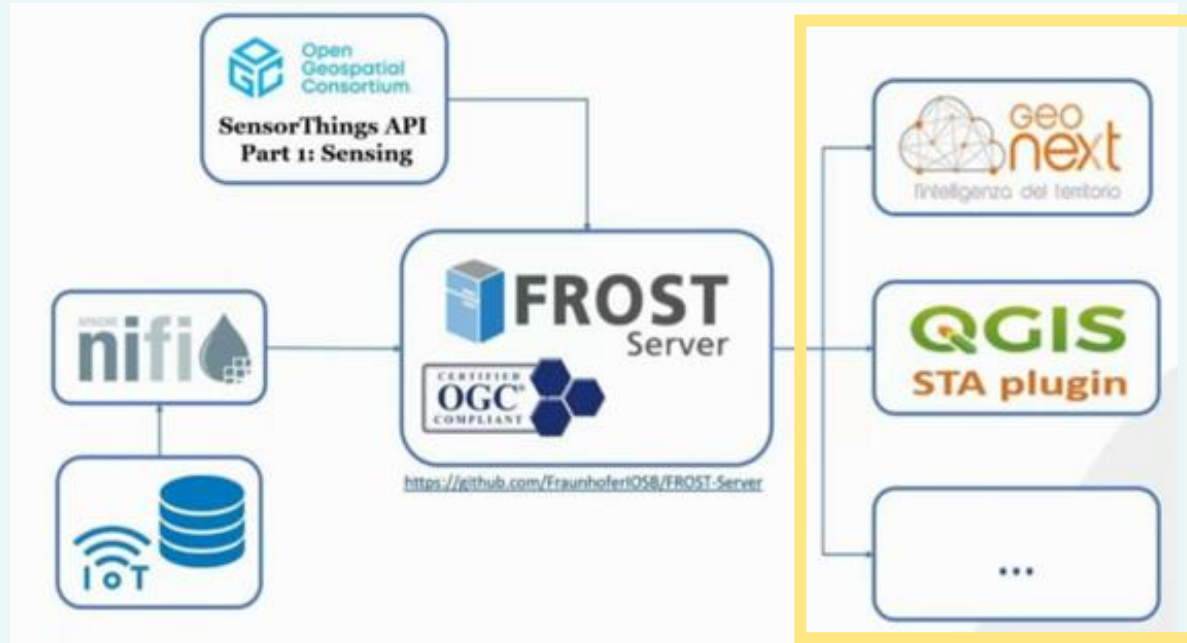 Open
Geospatial
Consortium
SensorThings API
Part 1: Sensing
GEO
next
l'intelligenza del territorio
APACHE
nifi
FROST
Server
CERTIFIED
OGC®
COMPLIANT
https://github.com/FraunhoferIOSB/FROST-Server
QGIS
STA plugin
IoT
...